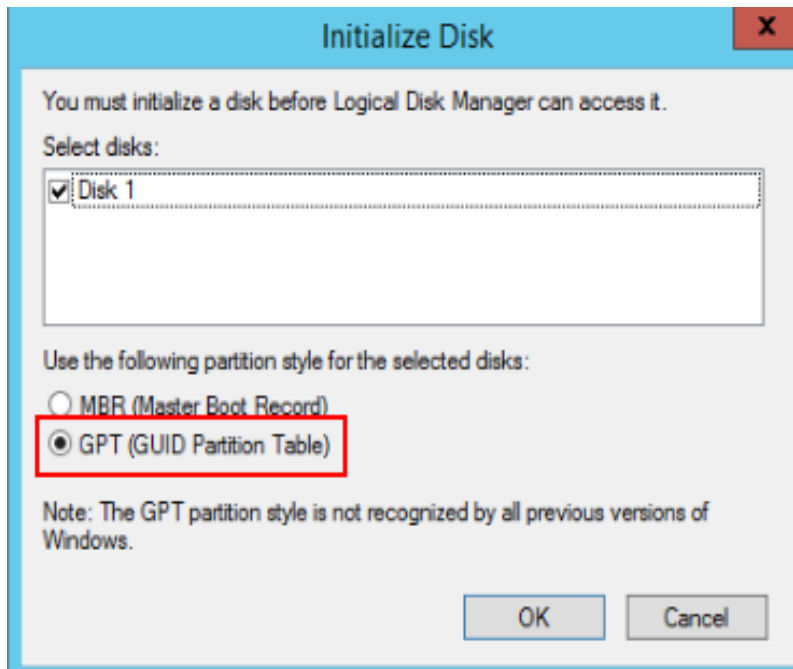 Initialize Disk
x
You must initialize a disk before Logical Disk Manager can access it.
Select disks:
Disk 1
Use the following partition style for the selected disks:
MBR (Master Boot Record)
GPT (GUID Partition Table)
Note: The GPT partition style is not recognized by all previous versions of
Windows.
OK Cancel